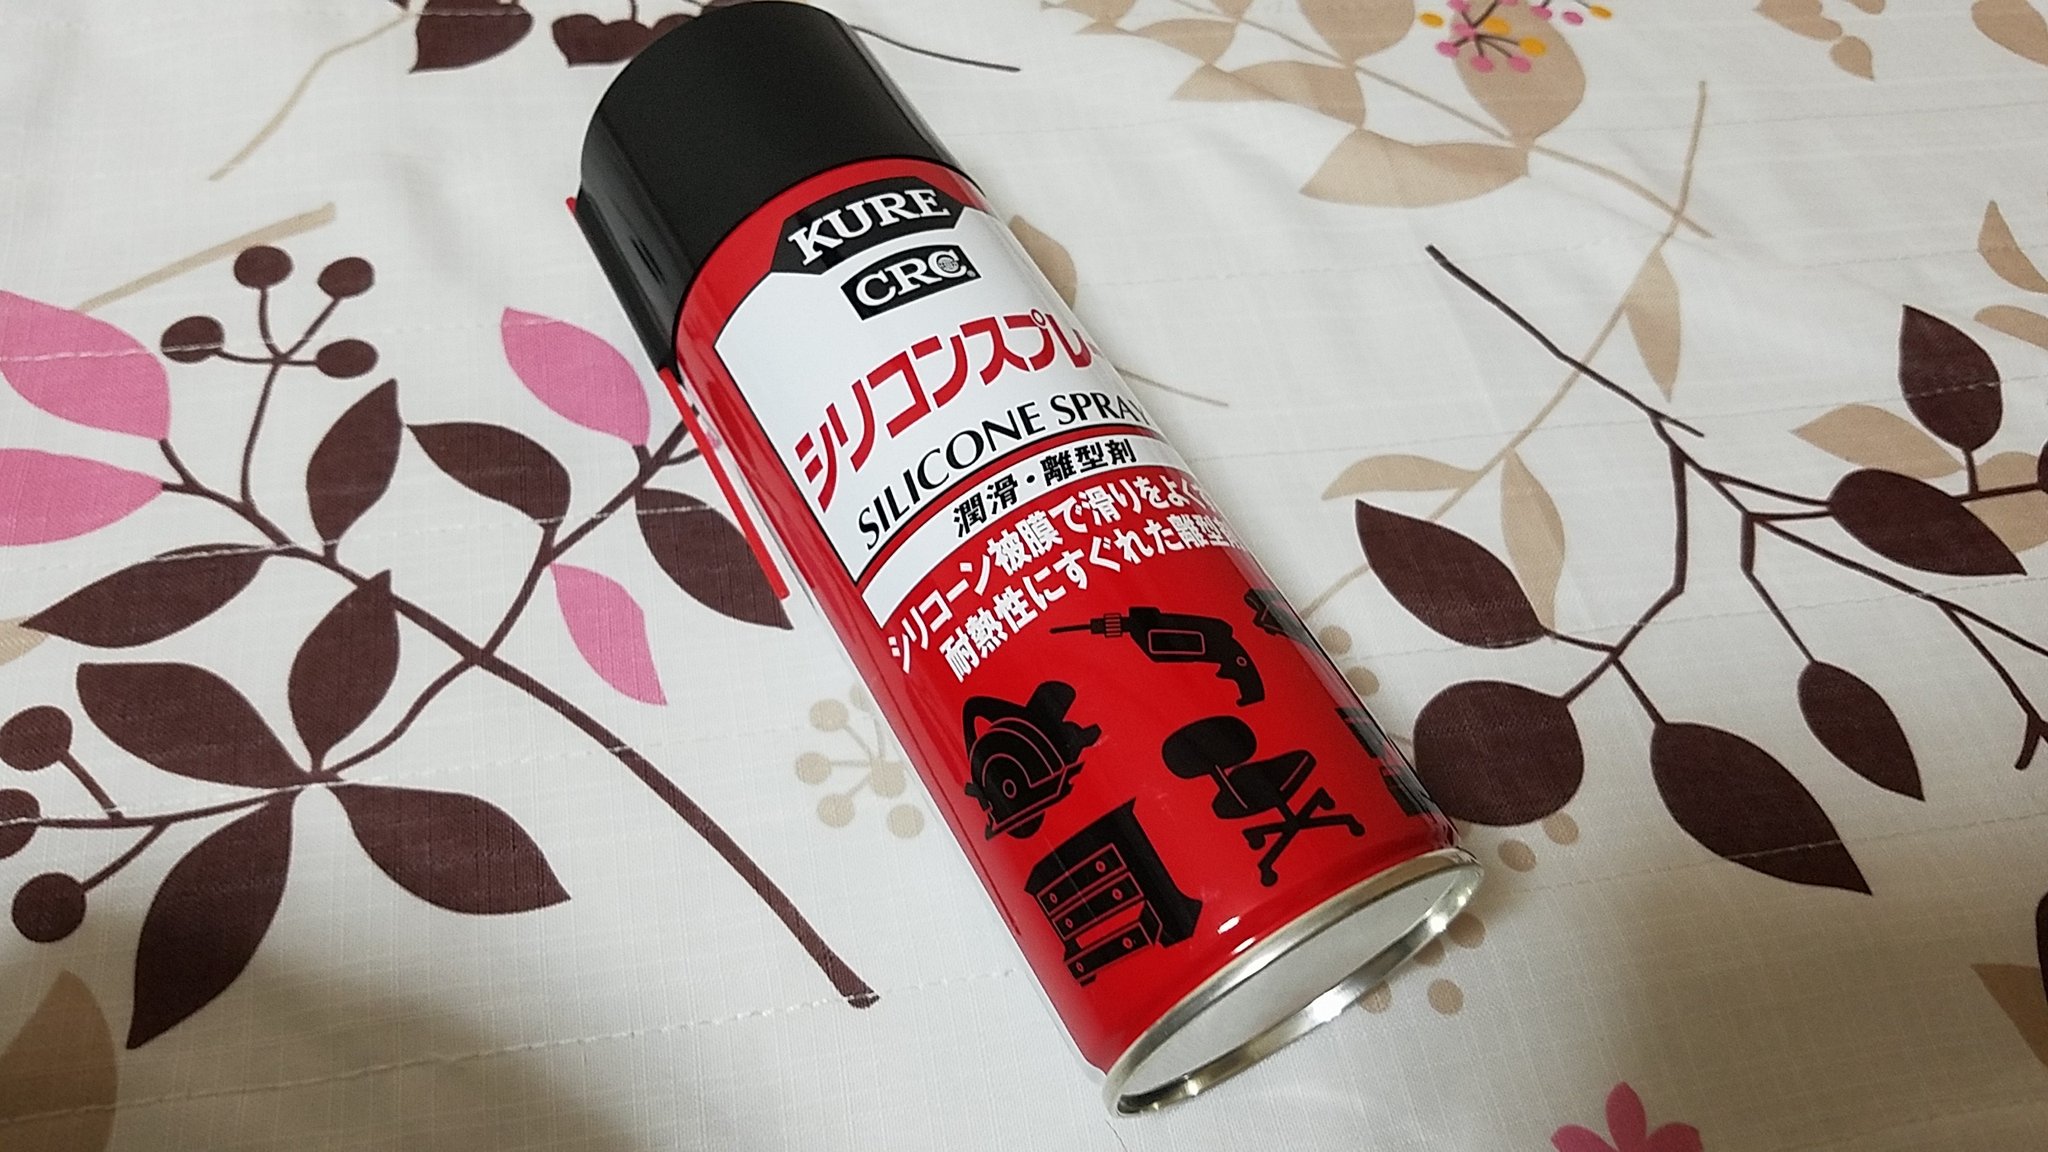 KURE
CRC
シリコンスプレ
SILICONE SPRAY
潤滑・離型剤
シリコーン被膜で滑りをよく
耐熱性にすぐれた離型剤